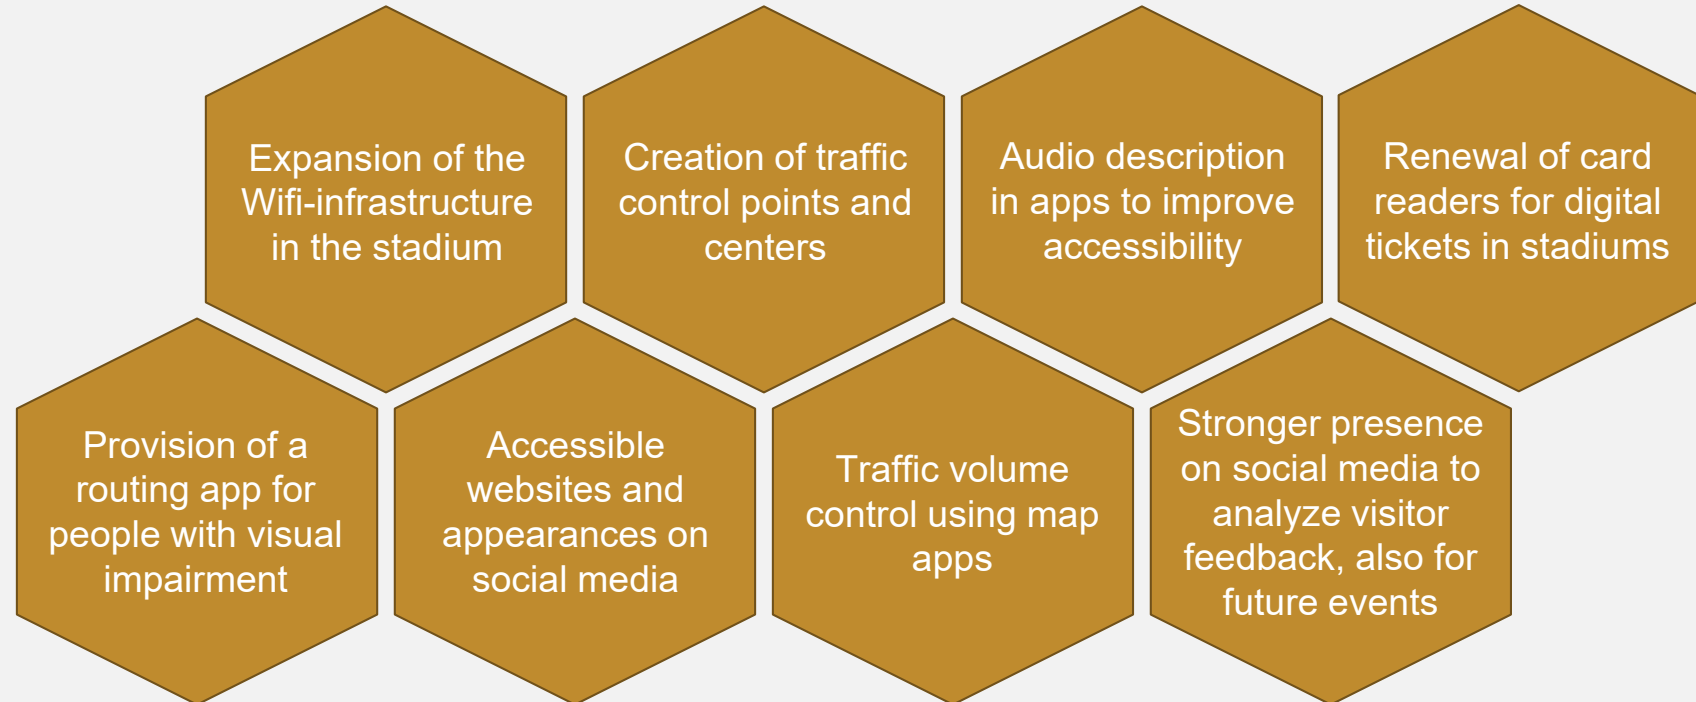 Expansion of the
Wifi-infrastructure
in the stadium
Creation of traffic
control points and
centers
Audio description
in apps to improve
accessibility
Renewal of card
readers for digital
tickets in stadiums
Provision of a
routing app for
people with visual
impairment
Accessible
websites and
appearances on
social media
Traffic volume
control using map
apps
Stronger presence
on social media to
analyze visitor
feedback, also for
future events